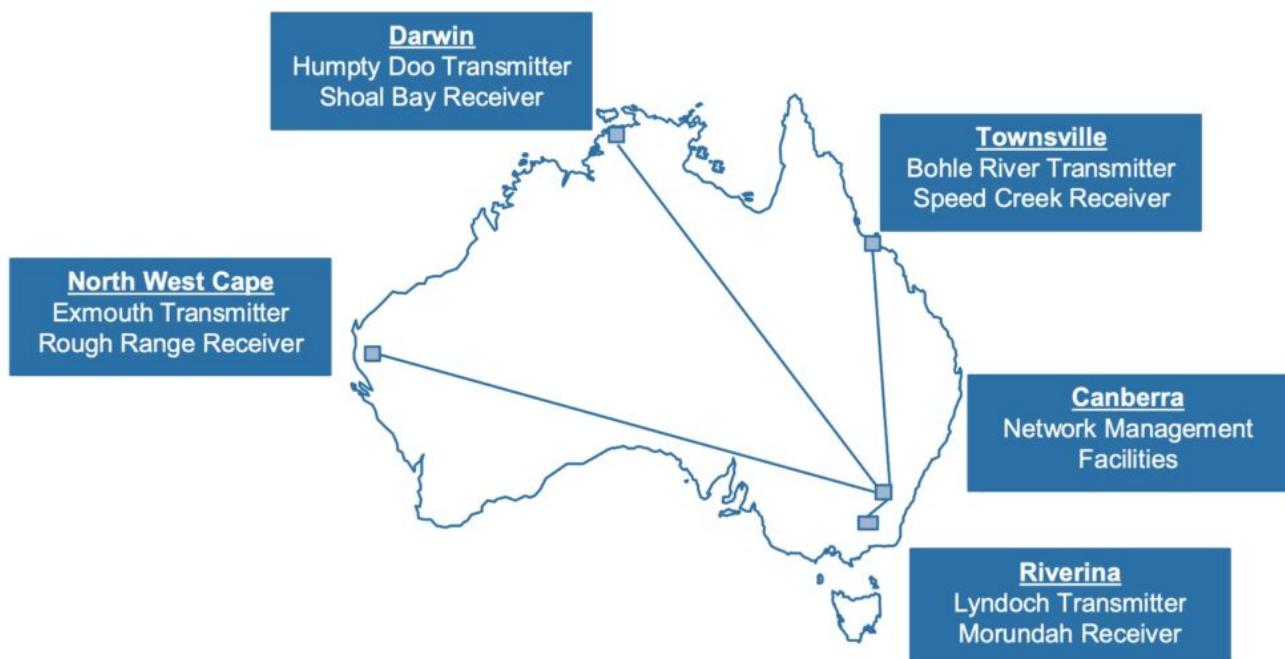 Darwin
Humpty Doo Transmitter
Shoal Bay Receiver
Townsville
Bohle River Transmitter
Speed Creek Receiver
North West Cape
Exmouth Transmitter
Rough Range Receiver
Canberra
Network Management
Facilities
Riverina
Lyndoch Transmitter
Morundah Receiver